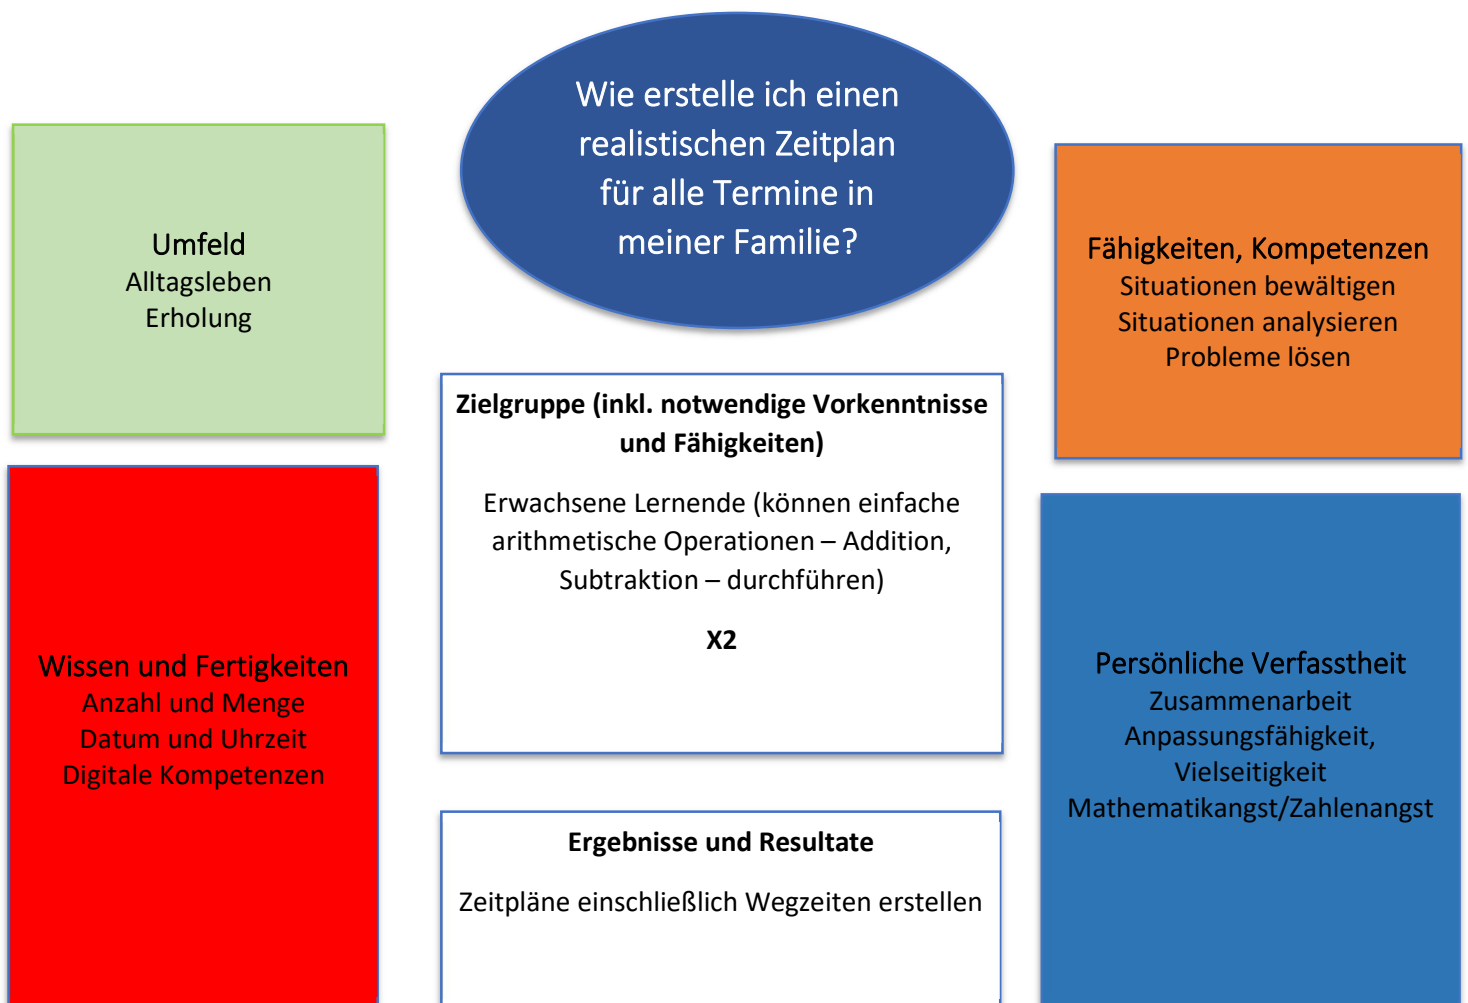 Wie erstelle ich einen
realistischen Zeitplan
für alle Termine in
meiner Familie?
Umfeld
Alltagsleben
Erholung
Fähigkeiten, Kompetenzen
Situationen bewältigen
Situationen analysieren
Probleme lösen
Zielgruppe (inkl. notwendige Vorkenntnisse
und Fähigkeiten)
Erwachsene Lernende (können einfache
arithmetische Operationen – Addition,
Subtraktion – durchführen)
X2
Wissen und Fertigkeiten
Anzahl und Menge
Datum und Uhrzeit
Digitale Kompetenzen
Persönliche Verfasstheit
Zusammenarbeit
Anpassungsfähigkeit,
Vielseitigkeit
Mathematikangst/Zahlenangst
Ergebnisse und Resultate
Zeitpläne einschließlich Wegzeiten erstellen